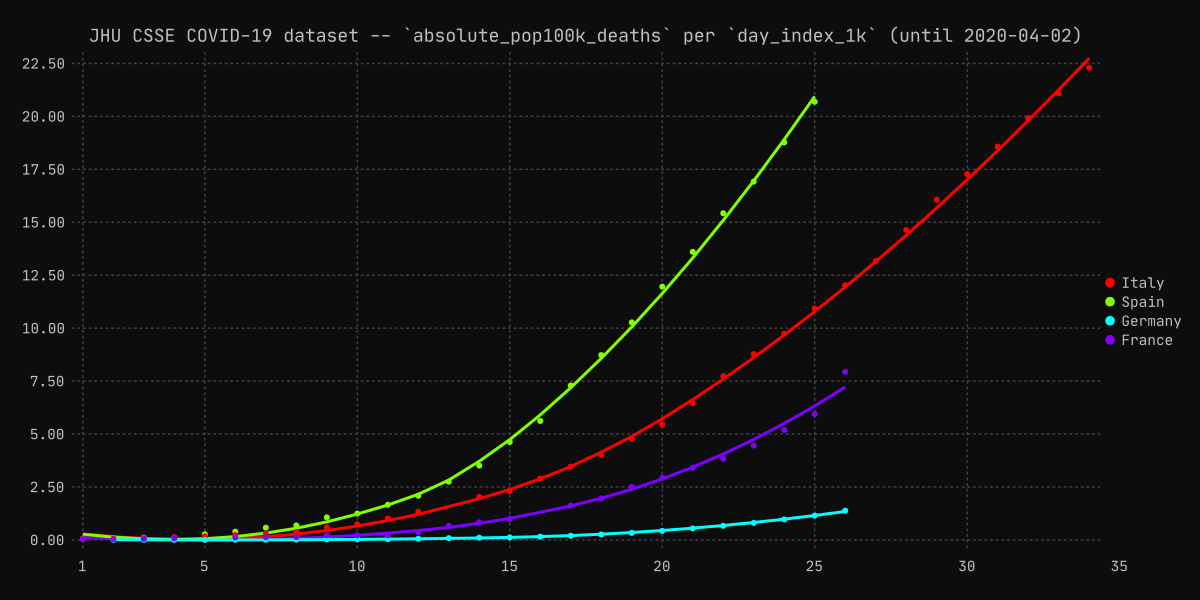 JHU CSSE COVID-19 dataset -- `absolute_pop100k_deaths` per `day_index_1k` (until 2020-04-02)
22.50
20.00
17.50
15.00
12.50
10.00
7.50
5.00
2.50
0.00
1 5 10 15 20 25 30 35
Italy
Spain
Germany
France